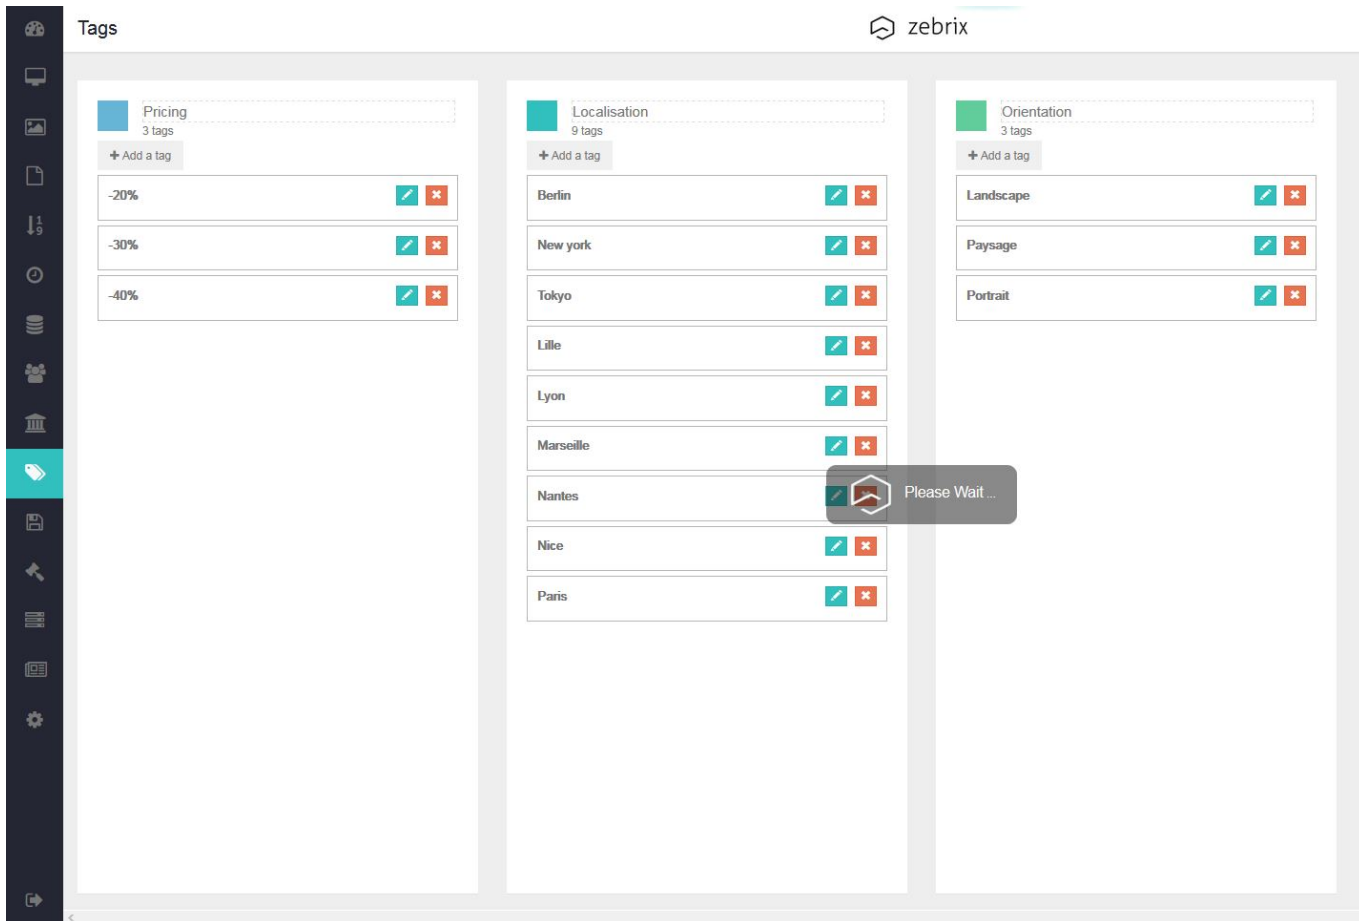 Tags
zebrix
Pricing
3 tags
+ Add a tag
-20%
-30%
-40%
Localisation
9 tags
+ Add a tag
Berlin
New york
Tokyo
Lille
Lyon
Marseille
Nantes
Nice
Paris
Orientation
3 tags
+ Add a tag
Landscape
Paysage
Portrait
Please Wait ...